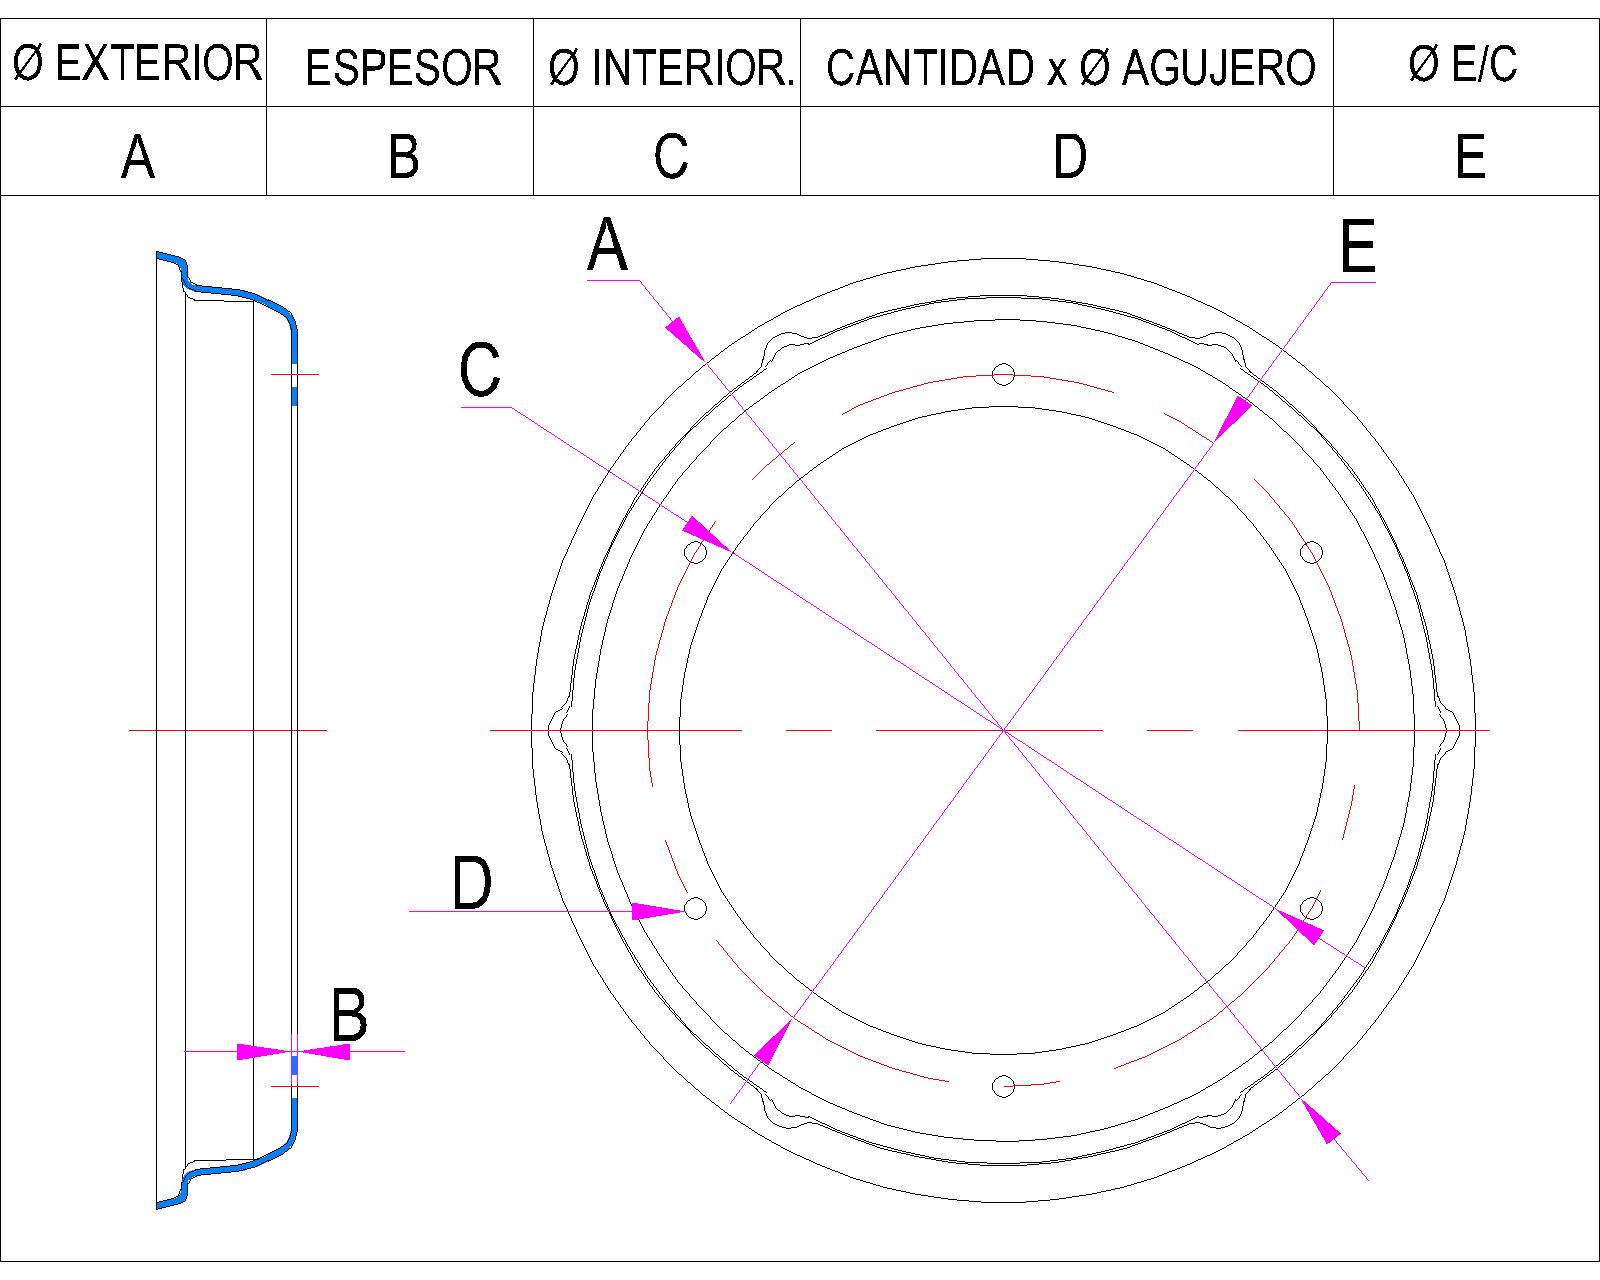 Ø EXTERIOR ESPESOR Ø INTERIOR. CANTIDAD x Ø AGUJERO Ø E/C
A B C D E
A
E
C
D
B